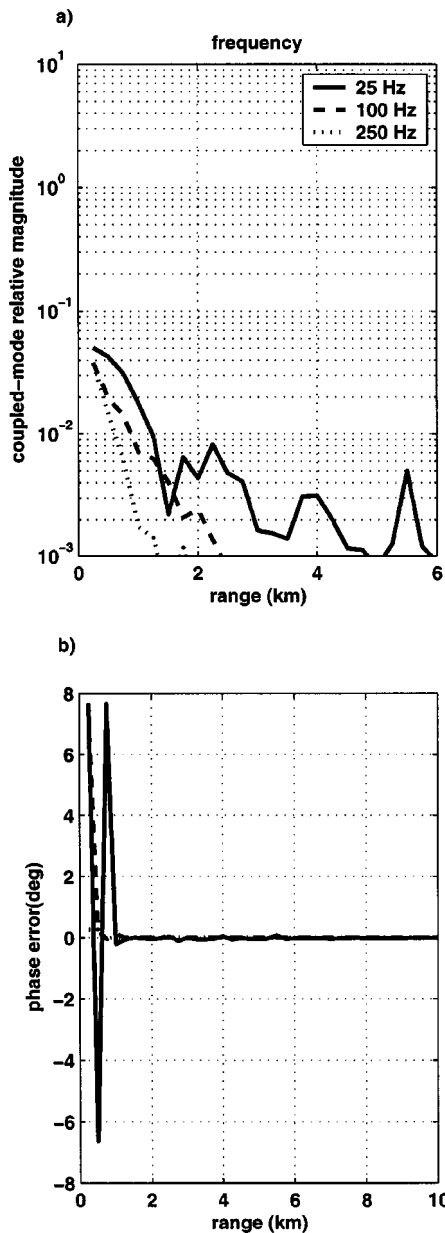 a)
frequency
25 Hz
100 Hz
250 Hz
10^1
10^0
10^-1
10^-2
10^-3
coupled-mode relative magnitude
0
2
4
6
range (km)
b)
8
6
4
2
0
-2
-4
-6
-8
phase error(deg)
0
2
4
6
8
10
range (km)